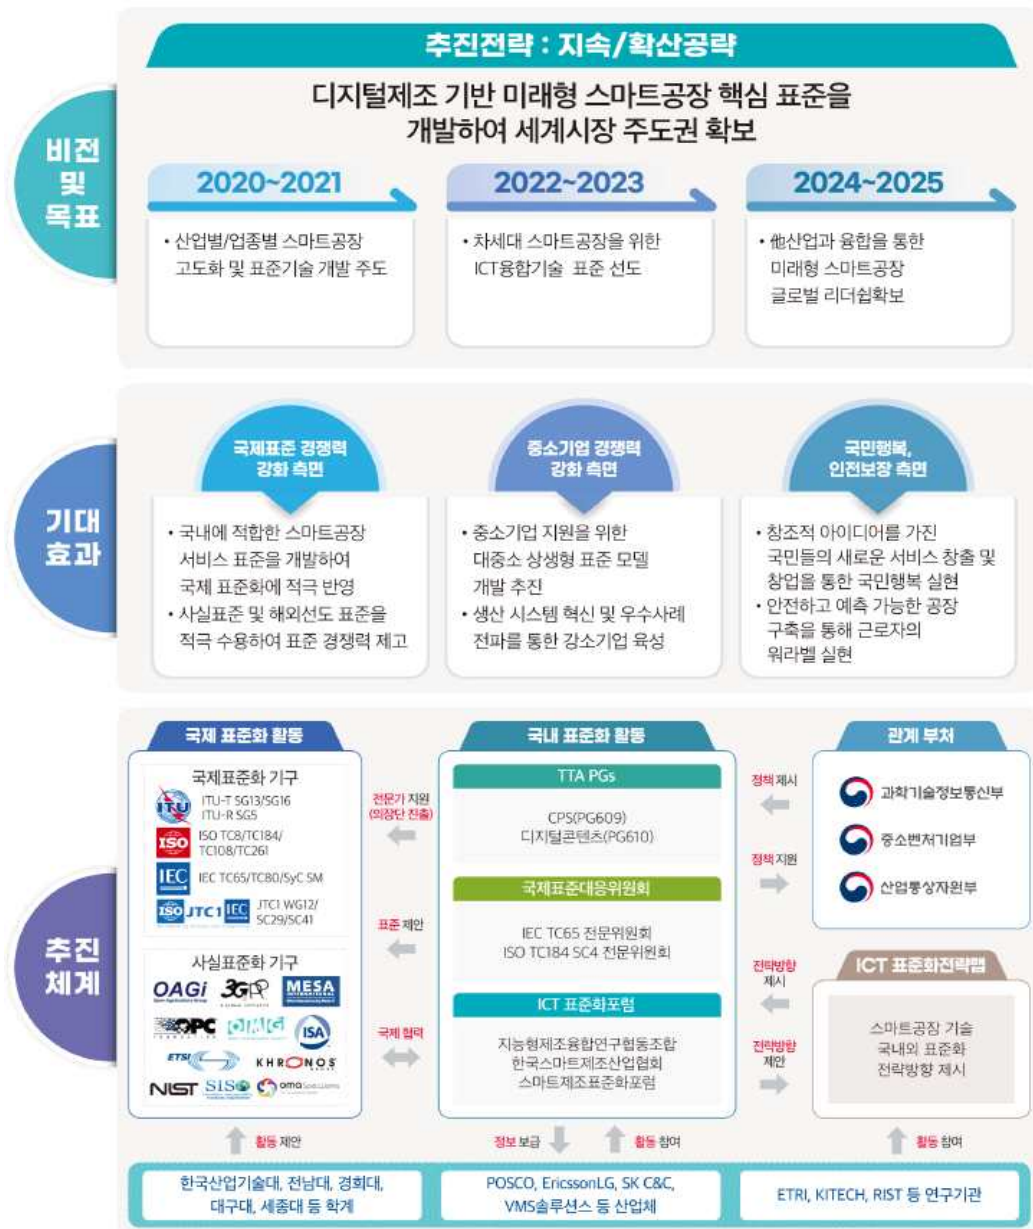 추진전략 : 지속/확산공략
디지털제조 기반 미래형 스마트공장 핵심 표준을
개발하여 세계시장 주도권 확보
비전
및
목표
2020~2021
• 산업별/업종별 스마트공장
고도화 및 표준기술 개발 주도
2022~2023
• 차세대 스마트공장을 위한
ICT융합기술 표준 선도
2024~2025
• 他산업과 융합을 통한
미래형 스마트공장
글로벌 리더쉽확보
기대
효과
국제표준 경쟁력
강화 측면
• 국내에 적합한 스마트공장
서비스 표준을 개발하여
국제 표준화에 적극 반영
• 사실표준 및 해외선도 표준을
적극 수용하여 표준 경쟁력 제고
중소기업 경쟁력
강화 측면
• 중소기업 지원을 위한
대중소 상생형 표준 모델
개발 추진
• 생산 시스템 혁신 및 우수사례
전파를 통한 강소기업 육성
국민행복,
인전보장 측면
• 창조적 아이디어를 가진
국민들의 새로운 서비스 창출 및
창업을 통한 국민행복 실현
• 안전하고 예측 가능한 공장
구축을 통해 근로자의
워라벨 실현
추진
체계
국제 표준화 활동
국제표준화 기구
ITU
ITU-T SG13/SG16
ITU-R SG5
ISO
ISO TC8/TC184/
TC108/TC261
IEC
IEC TC65/TC80/SyC SM
ISO JTC1 IEC
JTC1 WG12/
SC29/SC41
사실표준화 기구
OAGi
3GPP
MESA
INTERNATIONAL
OPC
FOUNDATION
OMG
ISA
ETSI
KHRONOS
GROUP
NIST
SISO
oma SpecWorks
전문가 지원
(의장단 진출)
표준 제안
국제 협력
국내 표준화 활동
TTA PGs
CPS(PG609)
디지털콘텐츠(PG610)
국제표준대응위원회
IEC TC65 전문위원회
ISO TC184 SC4 전문위원회
ICT 표준화포럼
지능형제조융합연구협동조합
한국스마트제조산업협회
스마트제조표준화포럼
정책 제시
정책 지원
전략방향
제시
전략방향
제안
관계 부처
과학기술정보통신부
중소벤처기업부
산업통상자원부
ICT 표준화전략맵
스마트공장 기술
국내외 표준화
전략방향 제시
활동 제안
정보 보급
활동 참여
활동 참여
한국산업기술대, 전남대, 경희대,
대구대, 세종대 등 학계
POSCO, EricssonLG, SK C&C,
VMS솔루션스 등 산업체
ETRI, KITECH, RIST 등 연구기관